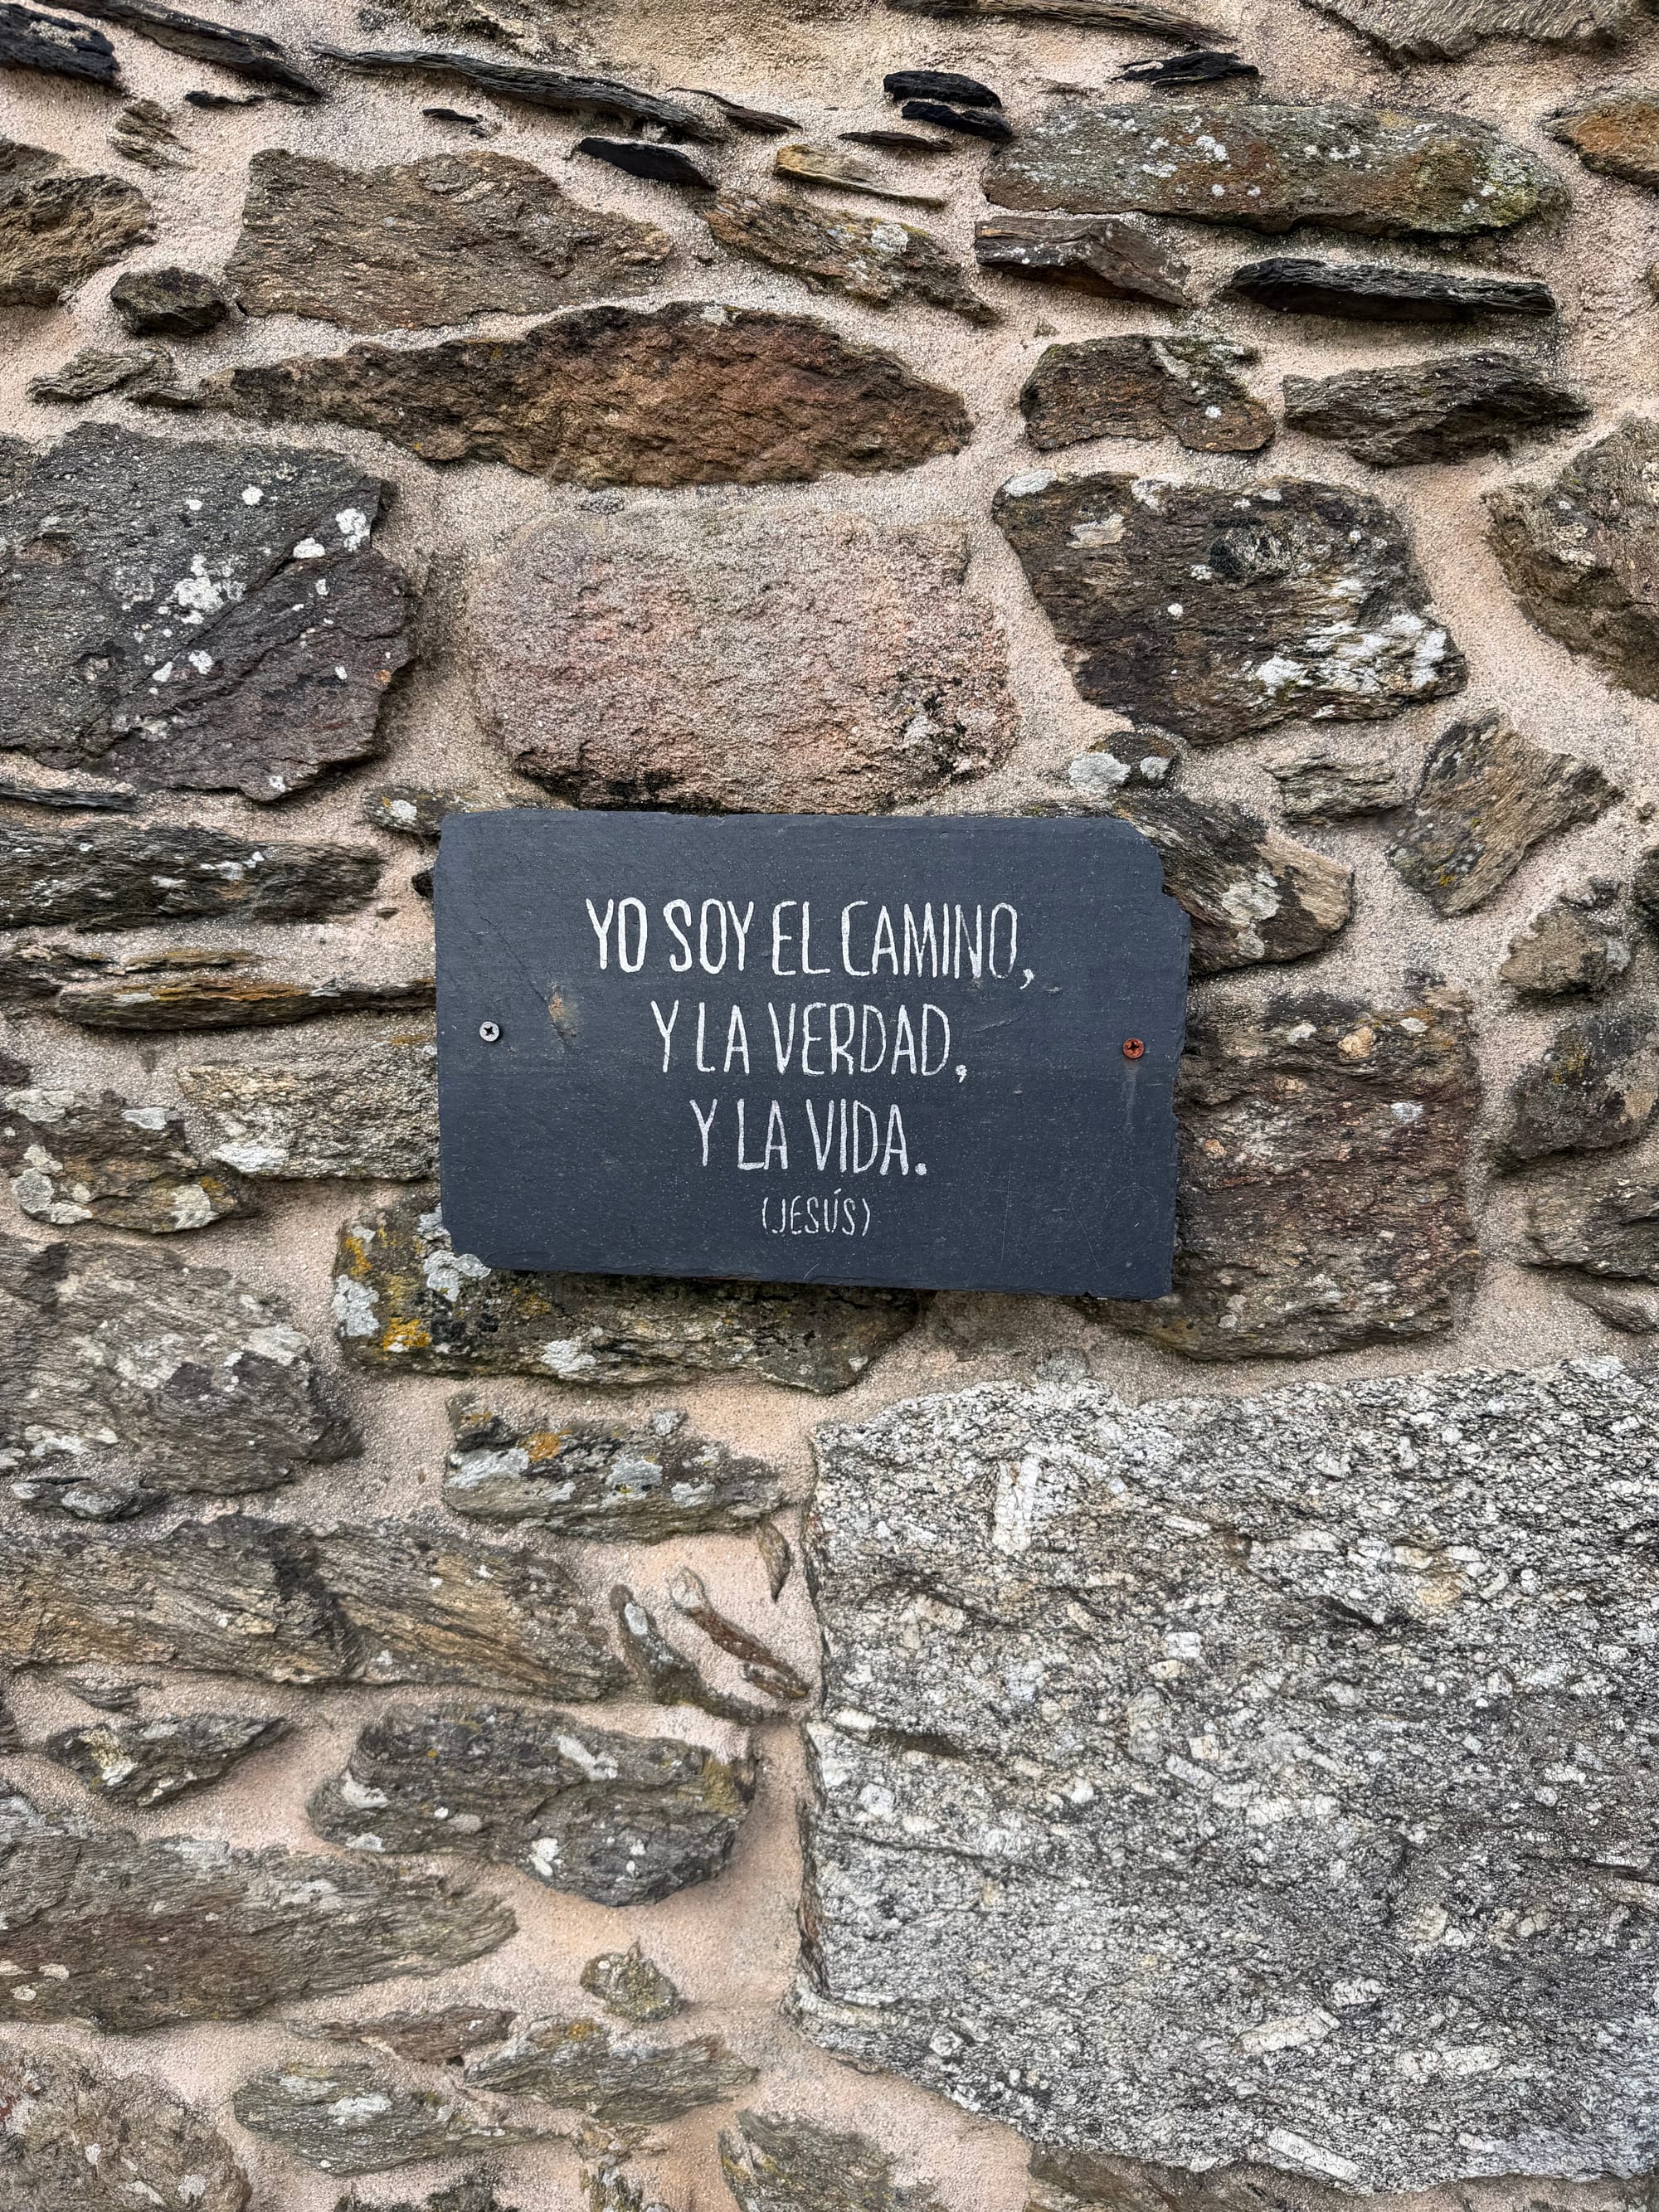 YO SOY EL CAMINO,
Y LA VERDAD,
Y LA VIDA.
(JESÚS)